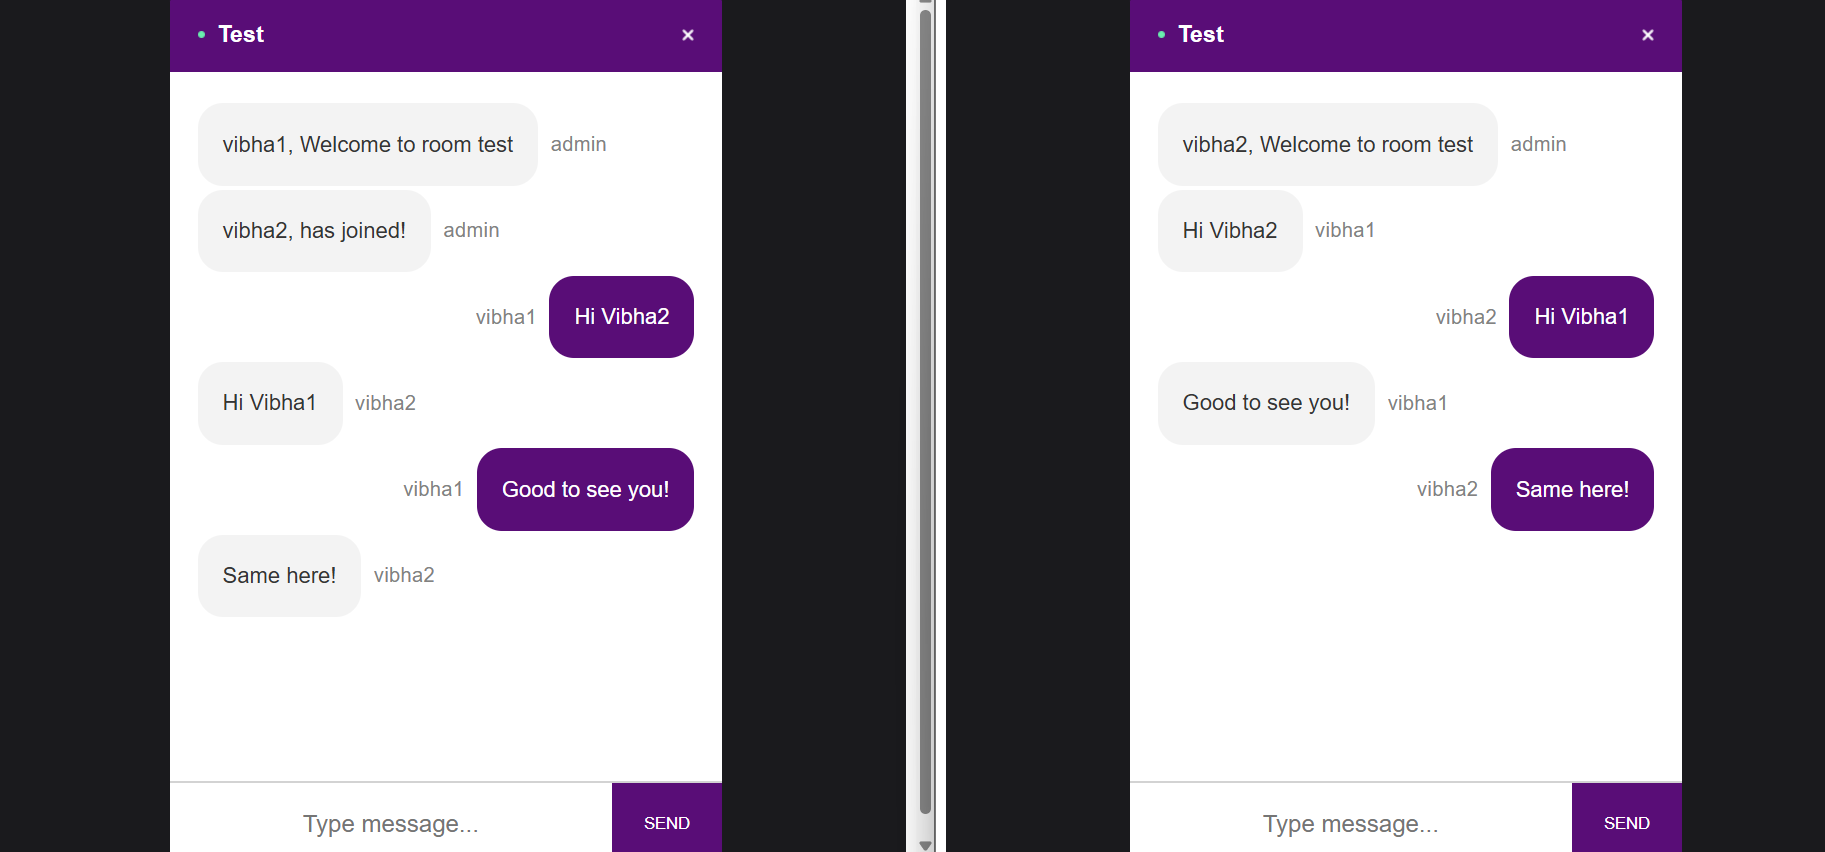 Test
×
vibha1, Welcome to room test admin
vibha2, has joined! admin
vibha1 Hi Vibha2
Hi Vibha1 vibha2
vibha1 Good to see you!
Same here! vibha2
Type message...
SEND
Test
×
vibha2, Welcome to room test admin
Hi Vibha2 vibha1
vibha2 Hi Vibha1
Good to see you! vibha1
vibha2 Same here!
Type message...
SEND